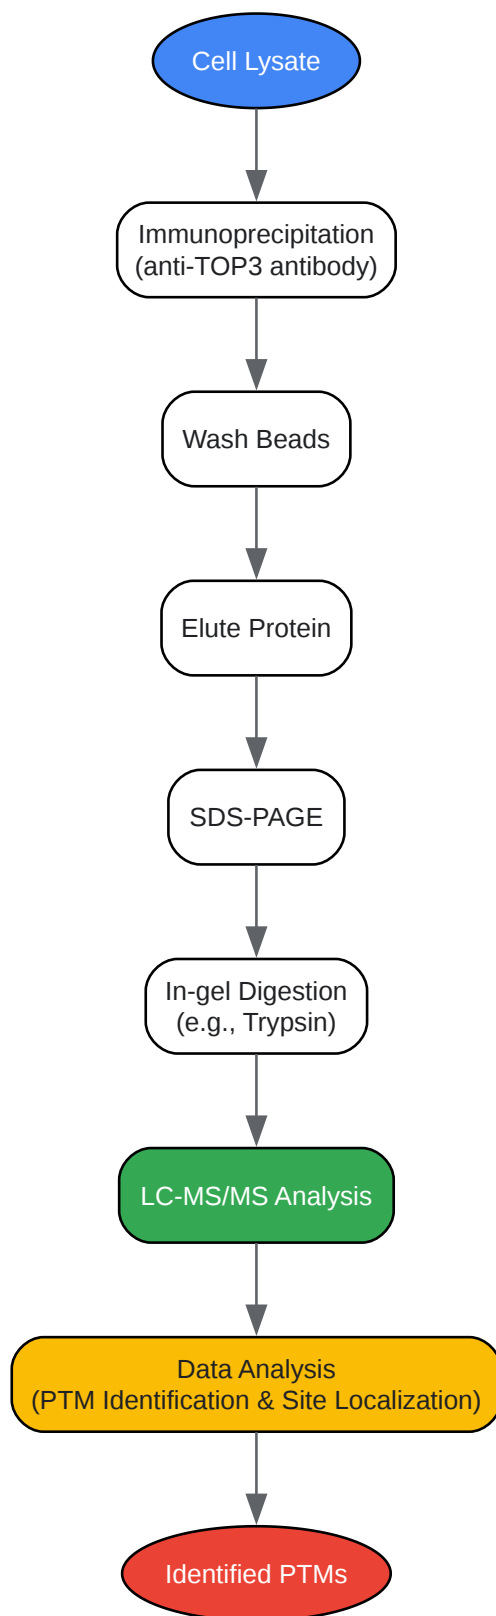 Cell Lysate
Immunoprecipitation
(anti-TOP3 antibody)
Wash Beads
Elute Protein
SDS-PAGE
In-gel Digestion
(e.g., Trypsin)
LC-MS/MS Analysis
Data Analysis
(PTM Identification & Site Localization)
Identified PTMs